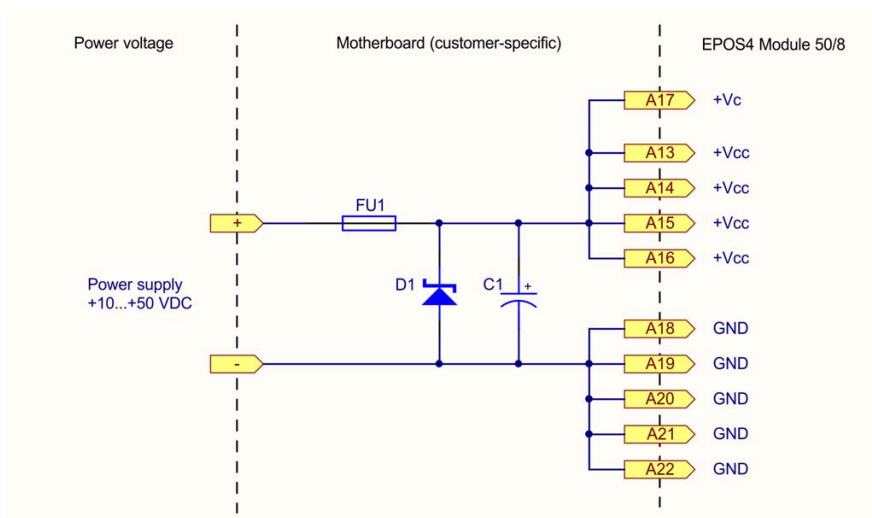 Power voltage
Motherboard (customer-specific)
EPOS4 Module 50/8
A17 +Vc
A13 +Vcc
A14 +Vcc
FU1
+
A15 +Vcc
A16 +Vcc
Power supply
+10...+50 VDC
D1
C1 +
A18 GND
-
A19 GND
A20 GND
A21 GND
A22 GND